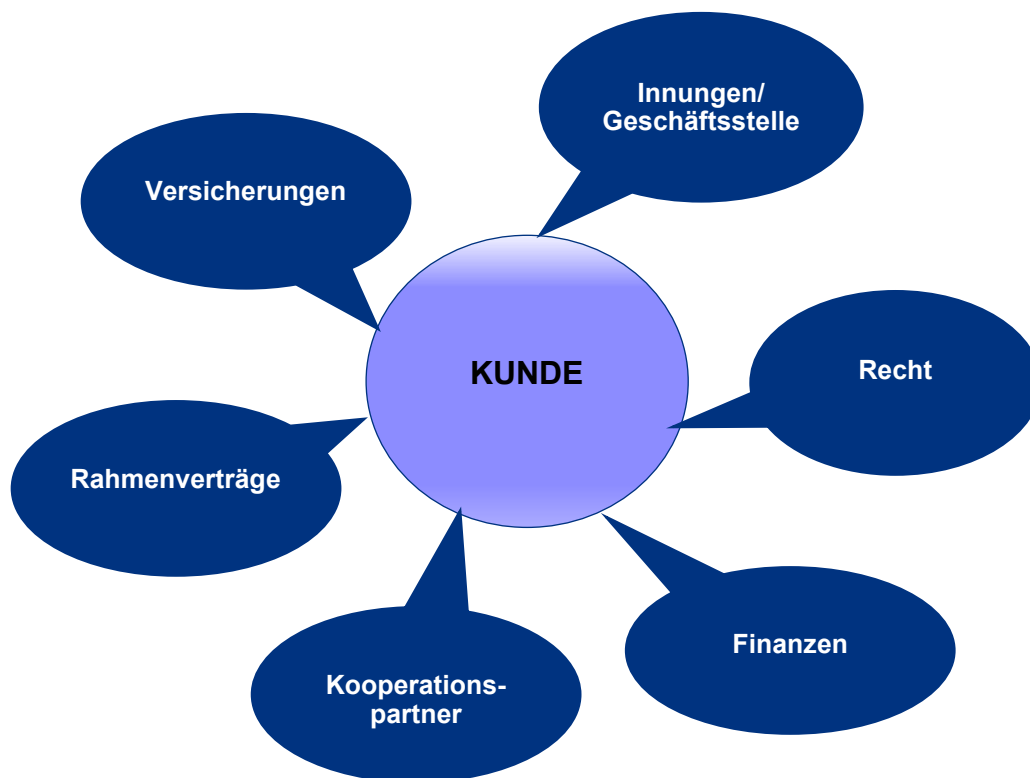 Innungen/
Geschäftsstelle
Versicherungen
KUNDE
Recht
Rahmenverträge
Finanzen
Kooperations-
partner